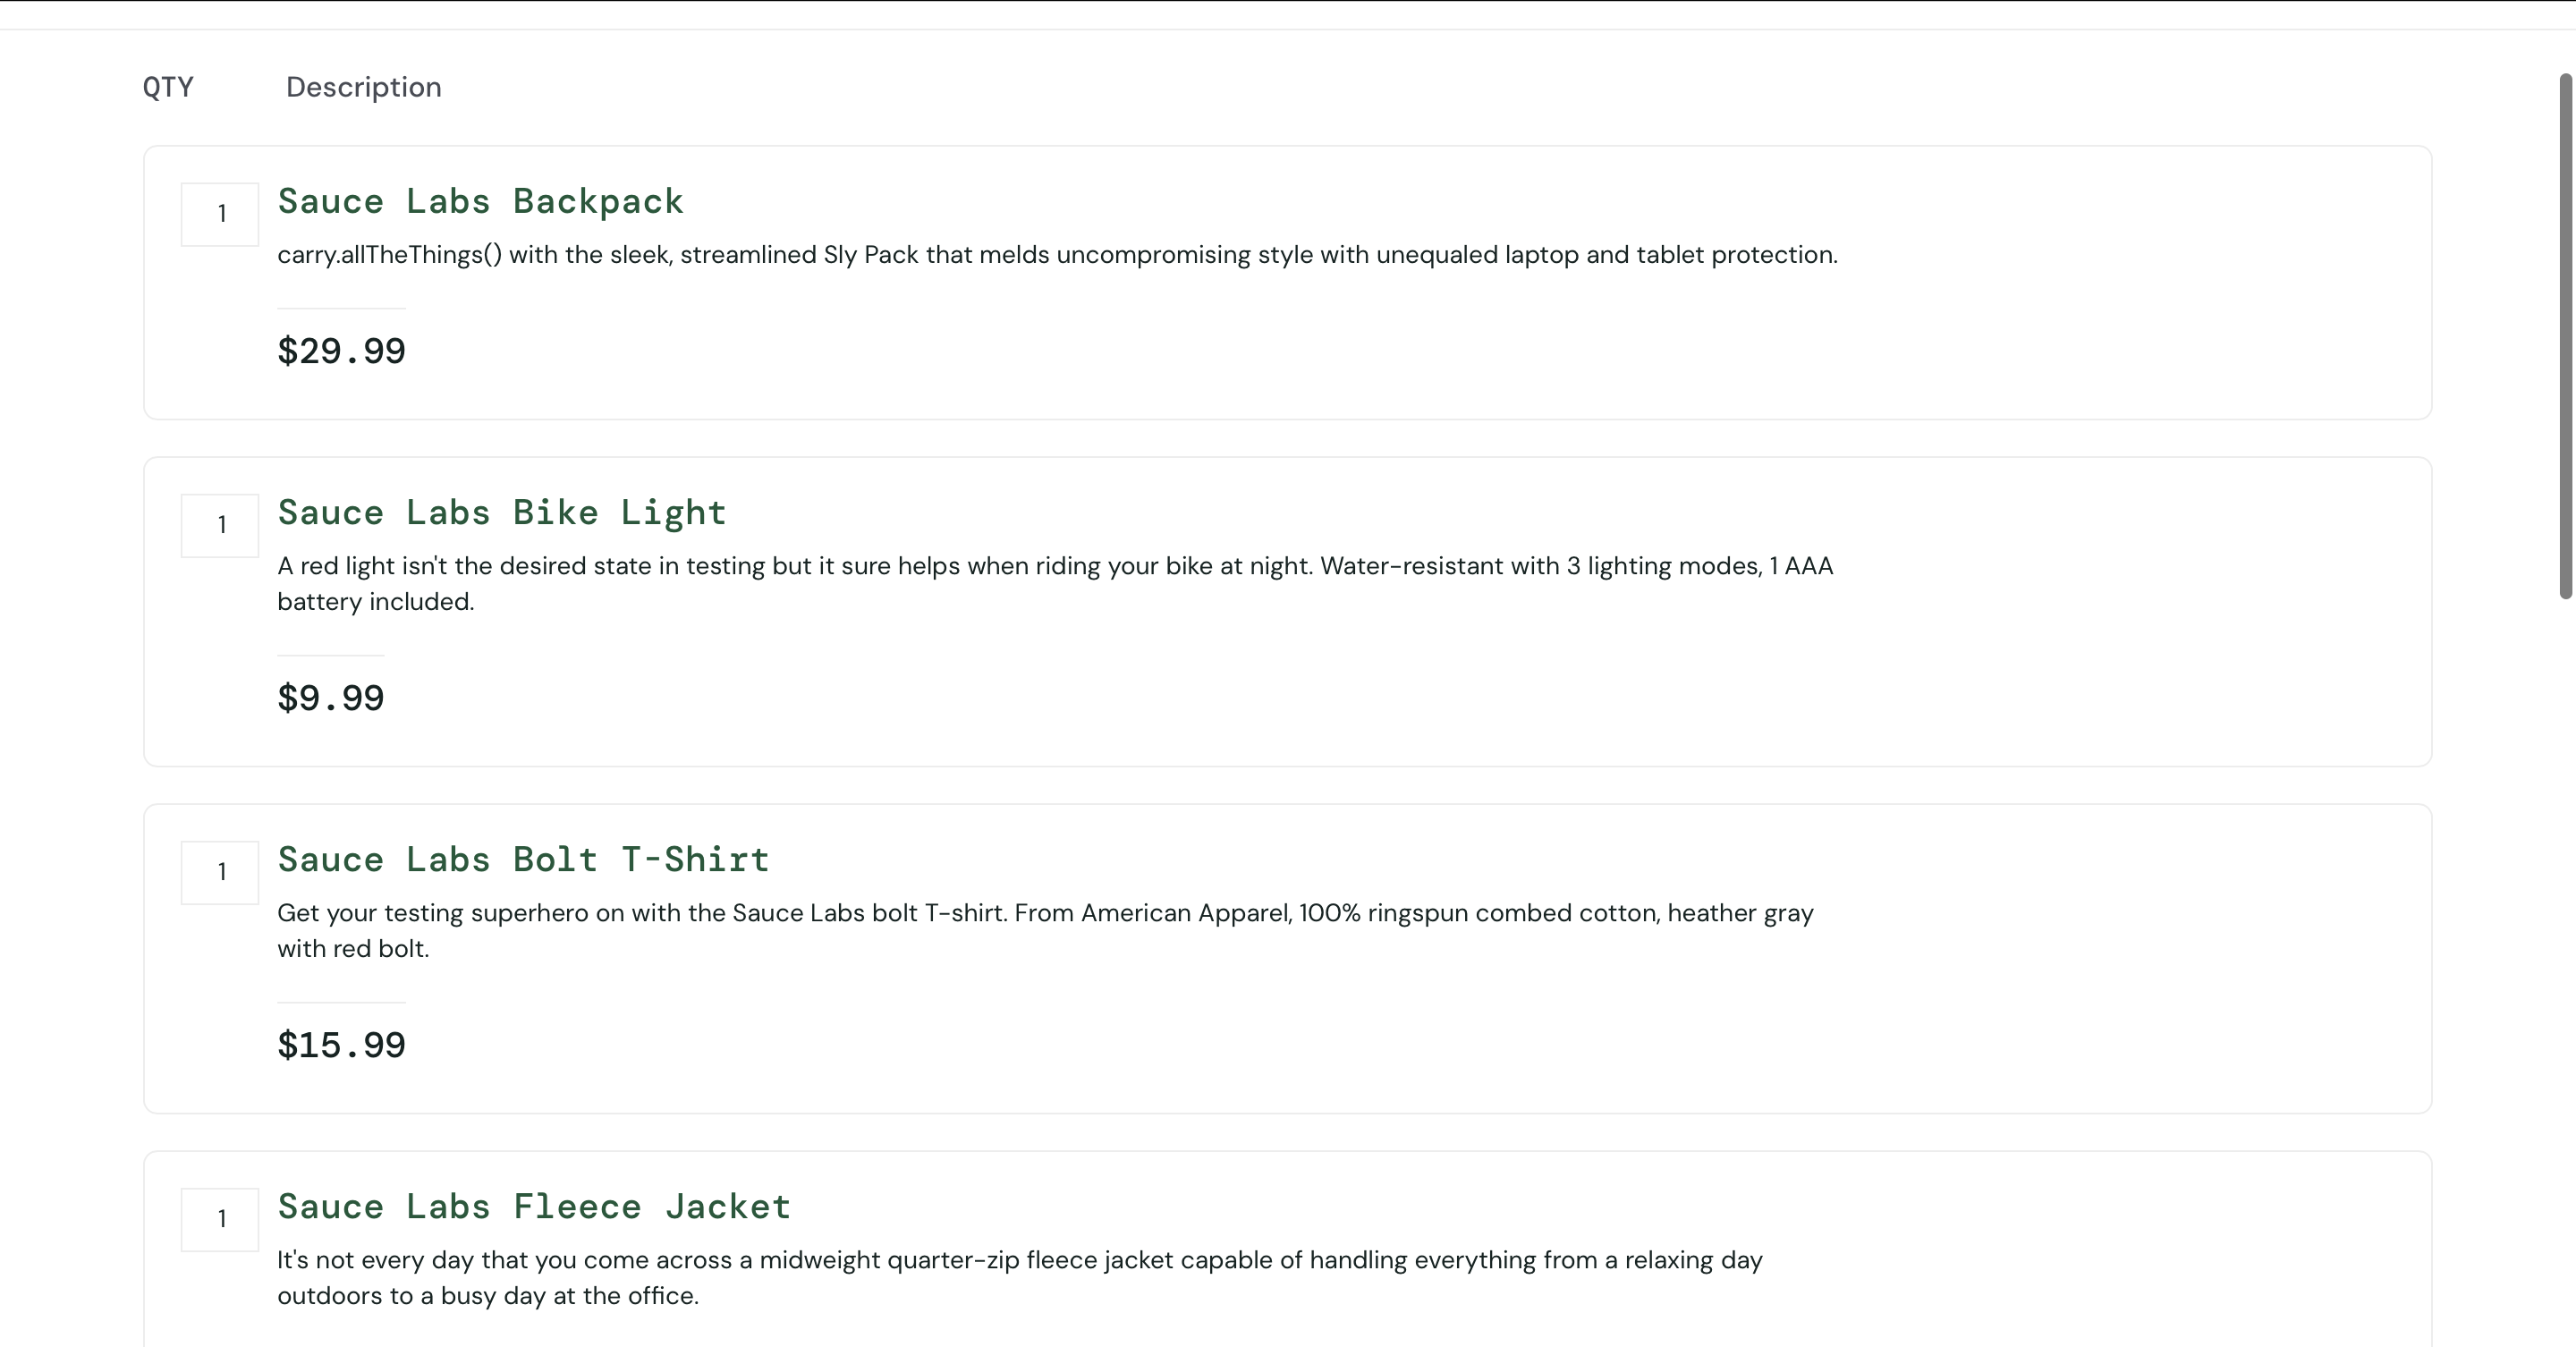 QTY Description
1 Sauce Labs Backpack
carry.allTheThings() with the sleek, streamlined Sly Pack that melds uncompromising style with unequaled laptop and tablet protection.
$29.99
1 Sauce Labs Bike Light
A red light isn't the desired state in testing but it sure helps when riding your bike at night. Water-resistant with 3 lighting modes, 1 AAA
battery included.
$9.99
1 Sauce Labs Bolt T-Shirt
Get your testing superhero on with the Sauce Labs bolt T-shirt. From American Apparel, 100% ringspun combed cotton, heather gray
with red bolt.
$15.99
1 Sauce Labs Fleece Jacket
It's not every day that you come across a midweight quarter-zip fleece jacket capable of handling everything from a relaxing day
outdoors to a busy day at the office.